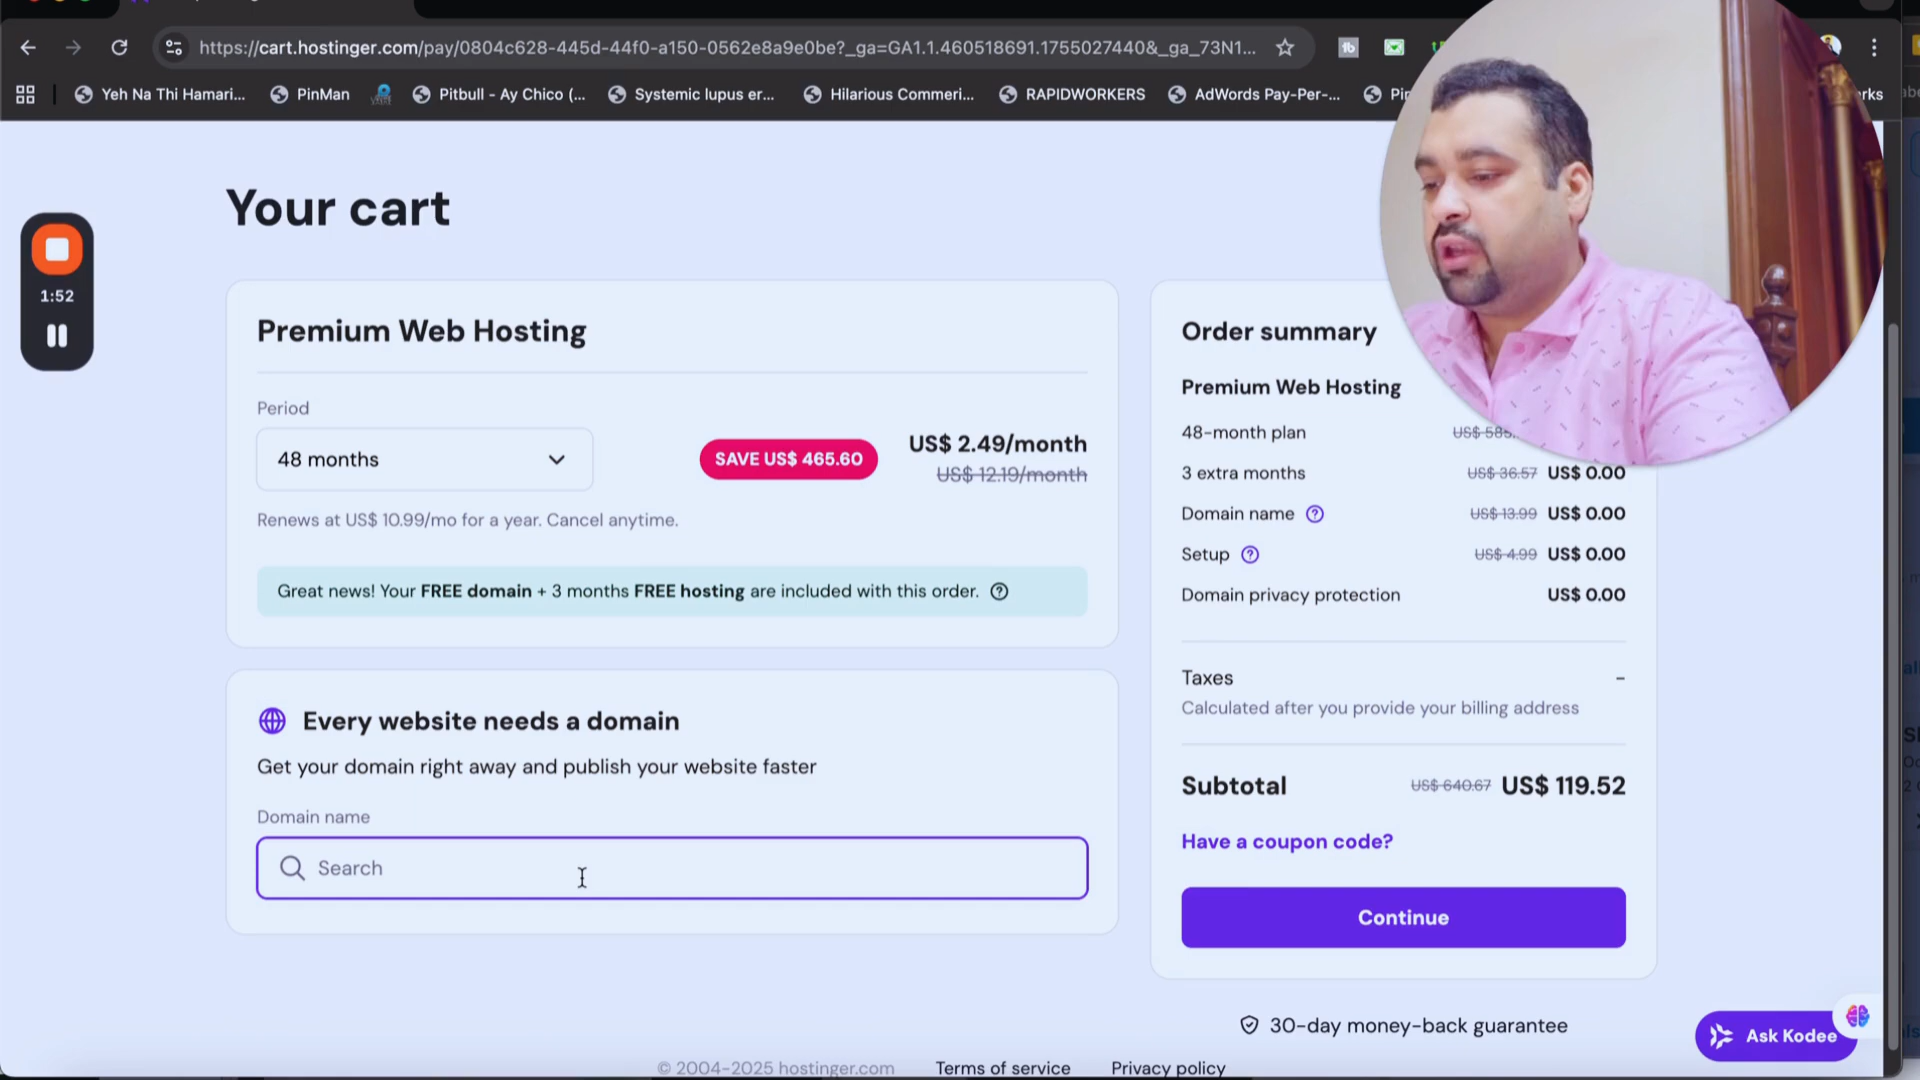 https://cart.hostinger.com/pay/0804c628-445d-44f0-a150-0562e8a9e0be?_ga=GA1.1.460518691.1755027440&_ga_73N1...
Yeh Na Thi Hamari...
PinMan
Pitbull - Ay Chico (...
Systemic lupus er...
Hilarious Commeri...
RAPIDWORKERS
AdWords Pay-Per-...
Your cart
1:52
Premium Web Hosting
Period
48 months
SAVE US$ 465.60
US$ 2.49/month
US$ 12.19/month
Renews at US$ 10.99/mo for a year. Cancel anytime.
Great news! Your FREE domain + 3 months FREE hosting are included with this order.
Every website needs a domain
Get your domain right away and publish your website faster
Domain name
Search
Order summary
Premium Web Hosting
48-month plan
3 extra months US$ 36.57 US$ 0.00
Domain name US$ 13.99 US$ 0.00
Setup US$ 4.99 US$ 0.00
Domain privacy protection US$ 0.00
Taxes -
Calculated after you provide your billing address
Subtotal US$ 640.67 US$ 119.52
Have a coupon code?
Continue
30-day money-back guarantee
Ask Kodee
© 2004-2025 hostinger.com Terms of service Privacy policy